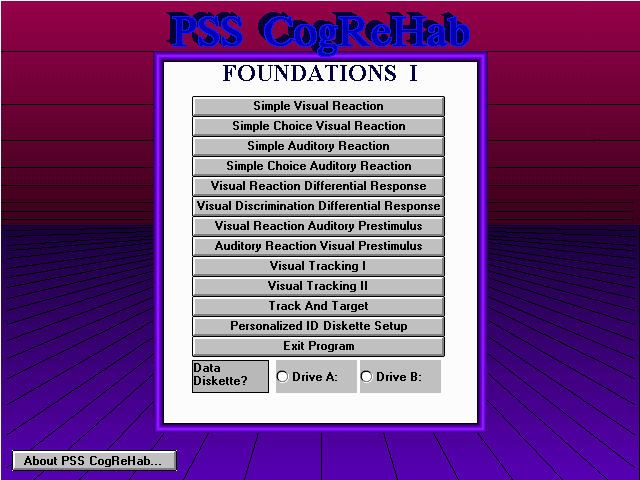 PSS CogReHab
FOUNDATIONS I
Simple Visual Reaction
Simple Choice Visual Reaction
Simple Auditory Reaction
Simple Choice Auditory Reaction
Visual Reaction Differential Response
Visual Discrimination Differential Response
Visual Reaction Auditory Prestimulus
Auditory Reaction Visual Prestimulus
Visual Tracking I
Visual Tracking II
Track And Target
Personalized ID Diskette Setup
Exit Program
Data
Diskette?
Drive A:
Drive B:
About PSS CogReHab...